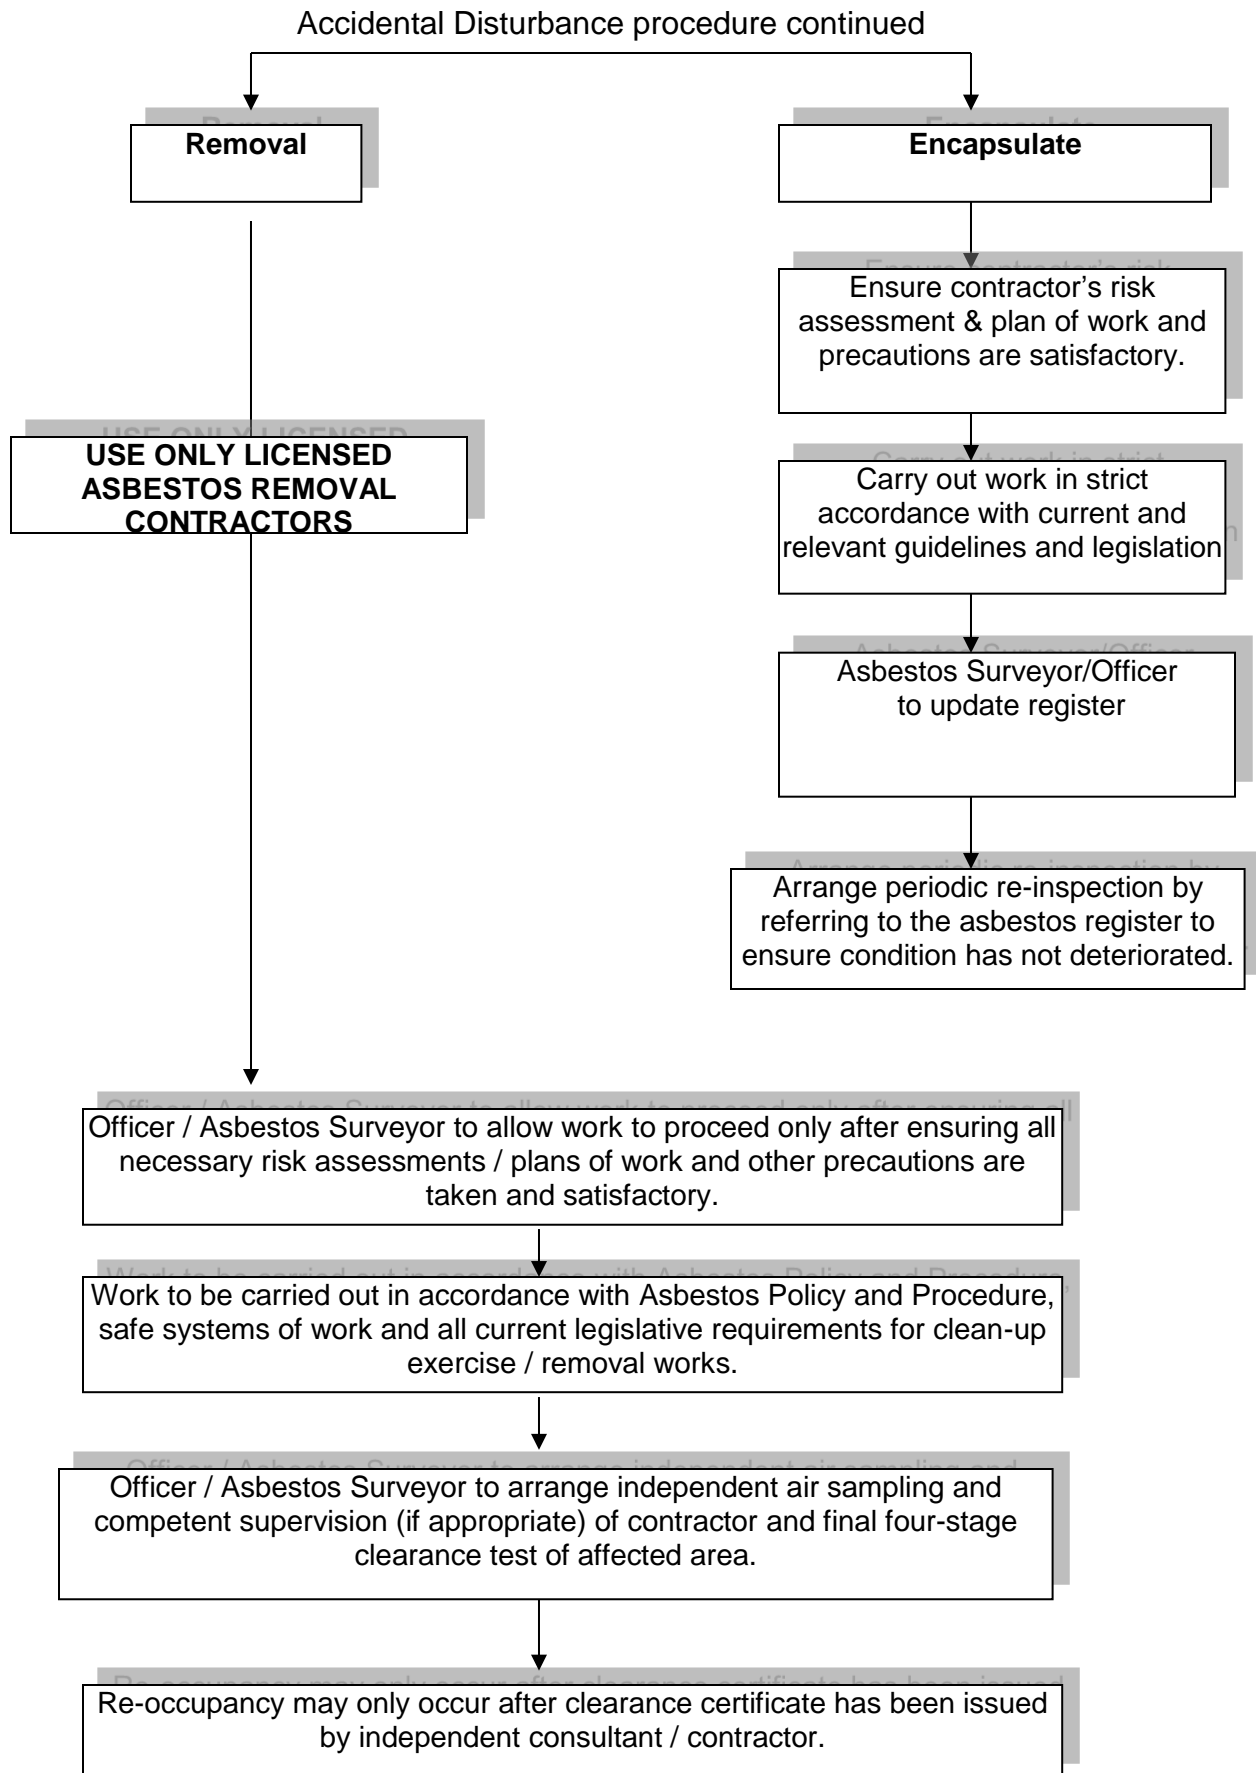 Accidental Disturbance procedure continued
Removal
USE ONLY LICENSED
ASBESTOS REMOVAL
CONTRACTORS
Encapsulate
Ensure contractor’s risk
assessment & plan of work and
precautions are satisfactory.
Carry out work in strict
accordance with current and
relevant guidelines and legislation
Asbestos Surveyor/Officer
to update register
Arrange periodic re-inspection by
referring to the asbestos register to
ensure condition has not deteriorated.
Officer / Asbestos Surveyor to allow work to proceed only after ensuring all
necessary risk assessments / plans of work and other precautions are
taken and satisfactory.
Work to be carried out in accordance with Asbestos Policy and Procedure,
safe systems of work and all current legislative requirements for clean-up
exercise / removal works.
Officer / Asbestos Surveyor to arrange independent air sampling and
competent supervision (if appropriate) of contractor and final four-stage
clearance test of affected area.
Re-occupancy may only occur after clearance certificate has been issued
by independent consultant / contractor.